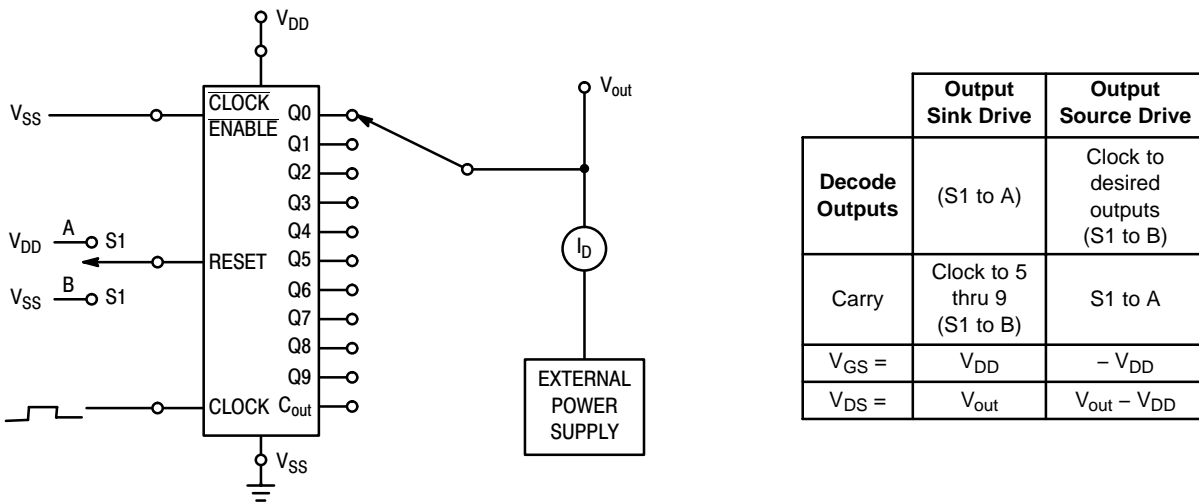 V_DD
V_SS
CLOCK
ENABLE
Q0
Q1
Q2
Q3
Q4
Q5
Q6
Q7
Q8
Q9
C_out
V_DD A S1
RESET
V_SS B S1
CLOCK
V_SS
V_out
I_D
EXTERNAL
POWER
SUPPLY
Output Output
Sink Drive Source Drive
Decode
Outputs
(S1 to A)
Clock to
desired
outputs
(S1 to B)
Carry
Clock to 5
thru 9
(S1 to B)
S1 to A
V_GS = V_DD – V_DD
V_DS = V_out V_out – V_DD